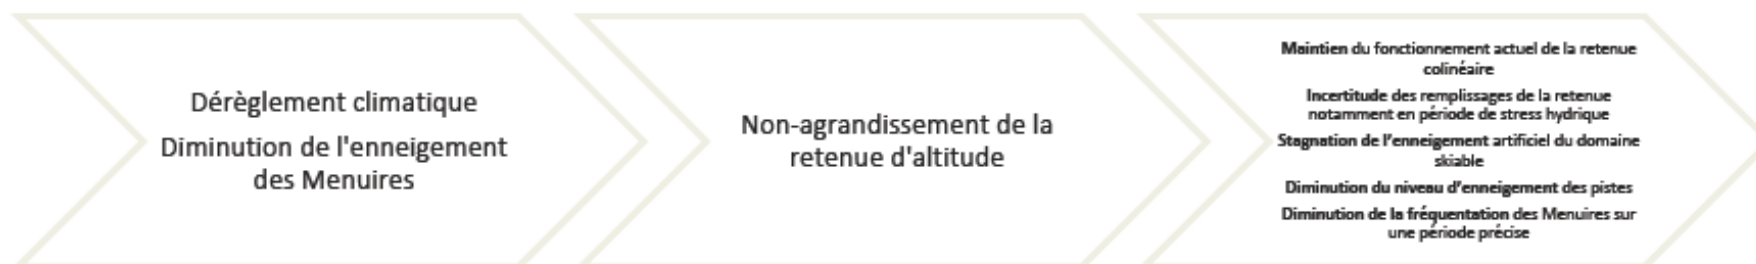 Dérèglement climatique
Diminution de l'enneigement
des Menuires
Non-agrandissement de la
retenue d'altitude
Maintien du fonctionnement actuel de la retenue
colinéaire
Incertitude des remplissages de la retenue
notamment en période de stress hydrique
Stagnation de l'enneigement artificiel du domaine
skiable
Diminution du niveau d'enneigement des pistes
Diminution de la fréquentation des Menuires sur
une période précise